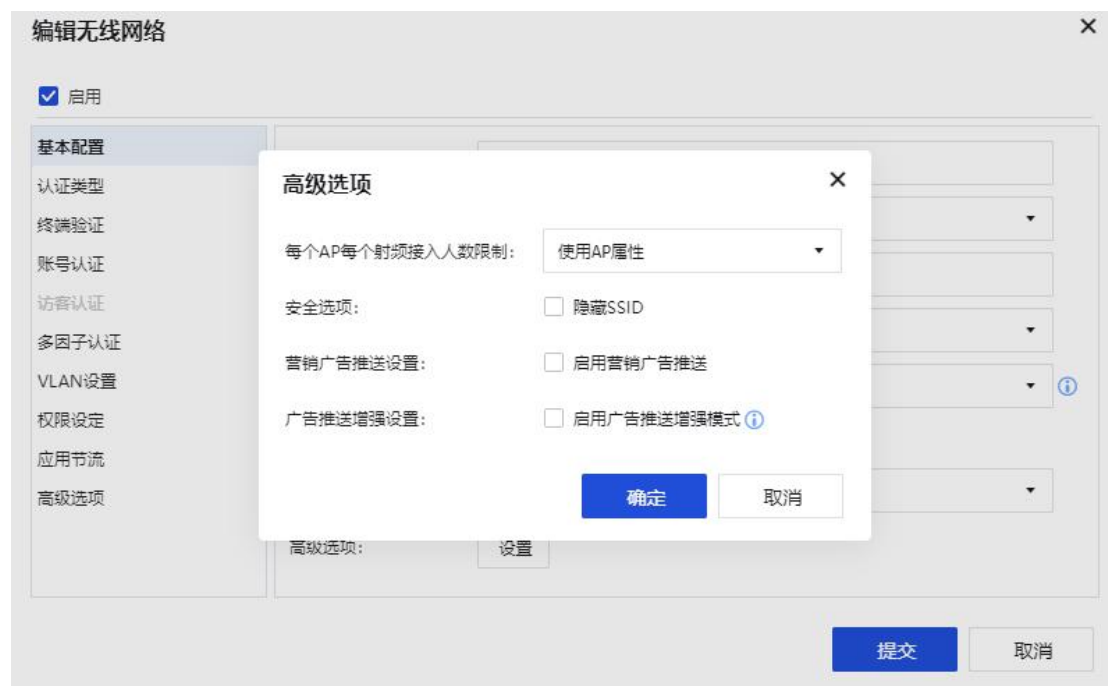 编辑无线网络
启用
基本配置
认证类型
终端验证
账号认证
访客认证
多因子认证
VLAN设置
权限设定
应用节流
高级选项
高级选项
每个AP每个射频接入人数限制: 使用AP属性
安全选项: 隐藏SSID
营销广告推送设置: 启用营销广告推送
广告推送增强设置: 启用广告推送增强模式
确定 取消
高级选项: 设置
提交 取消